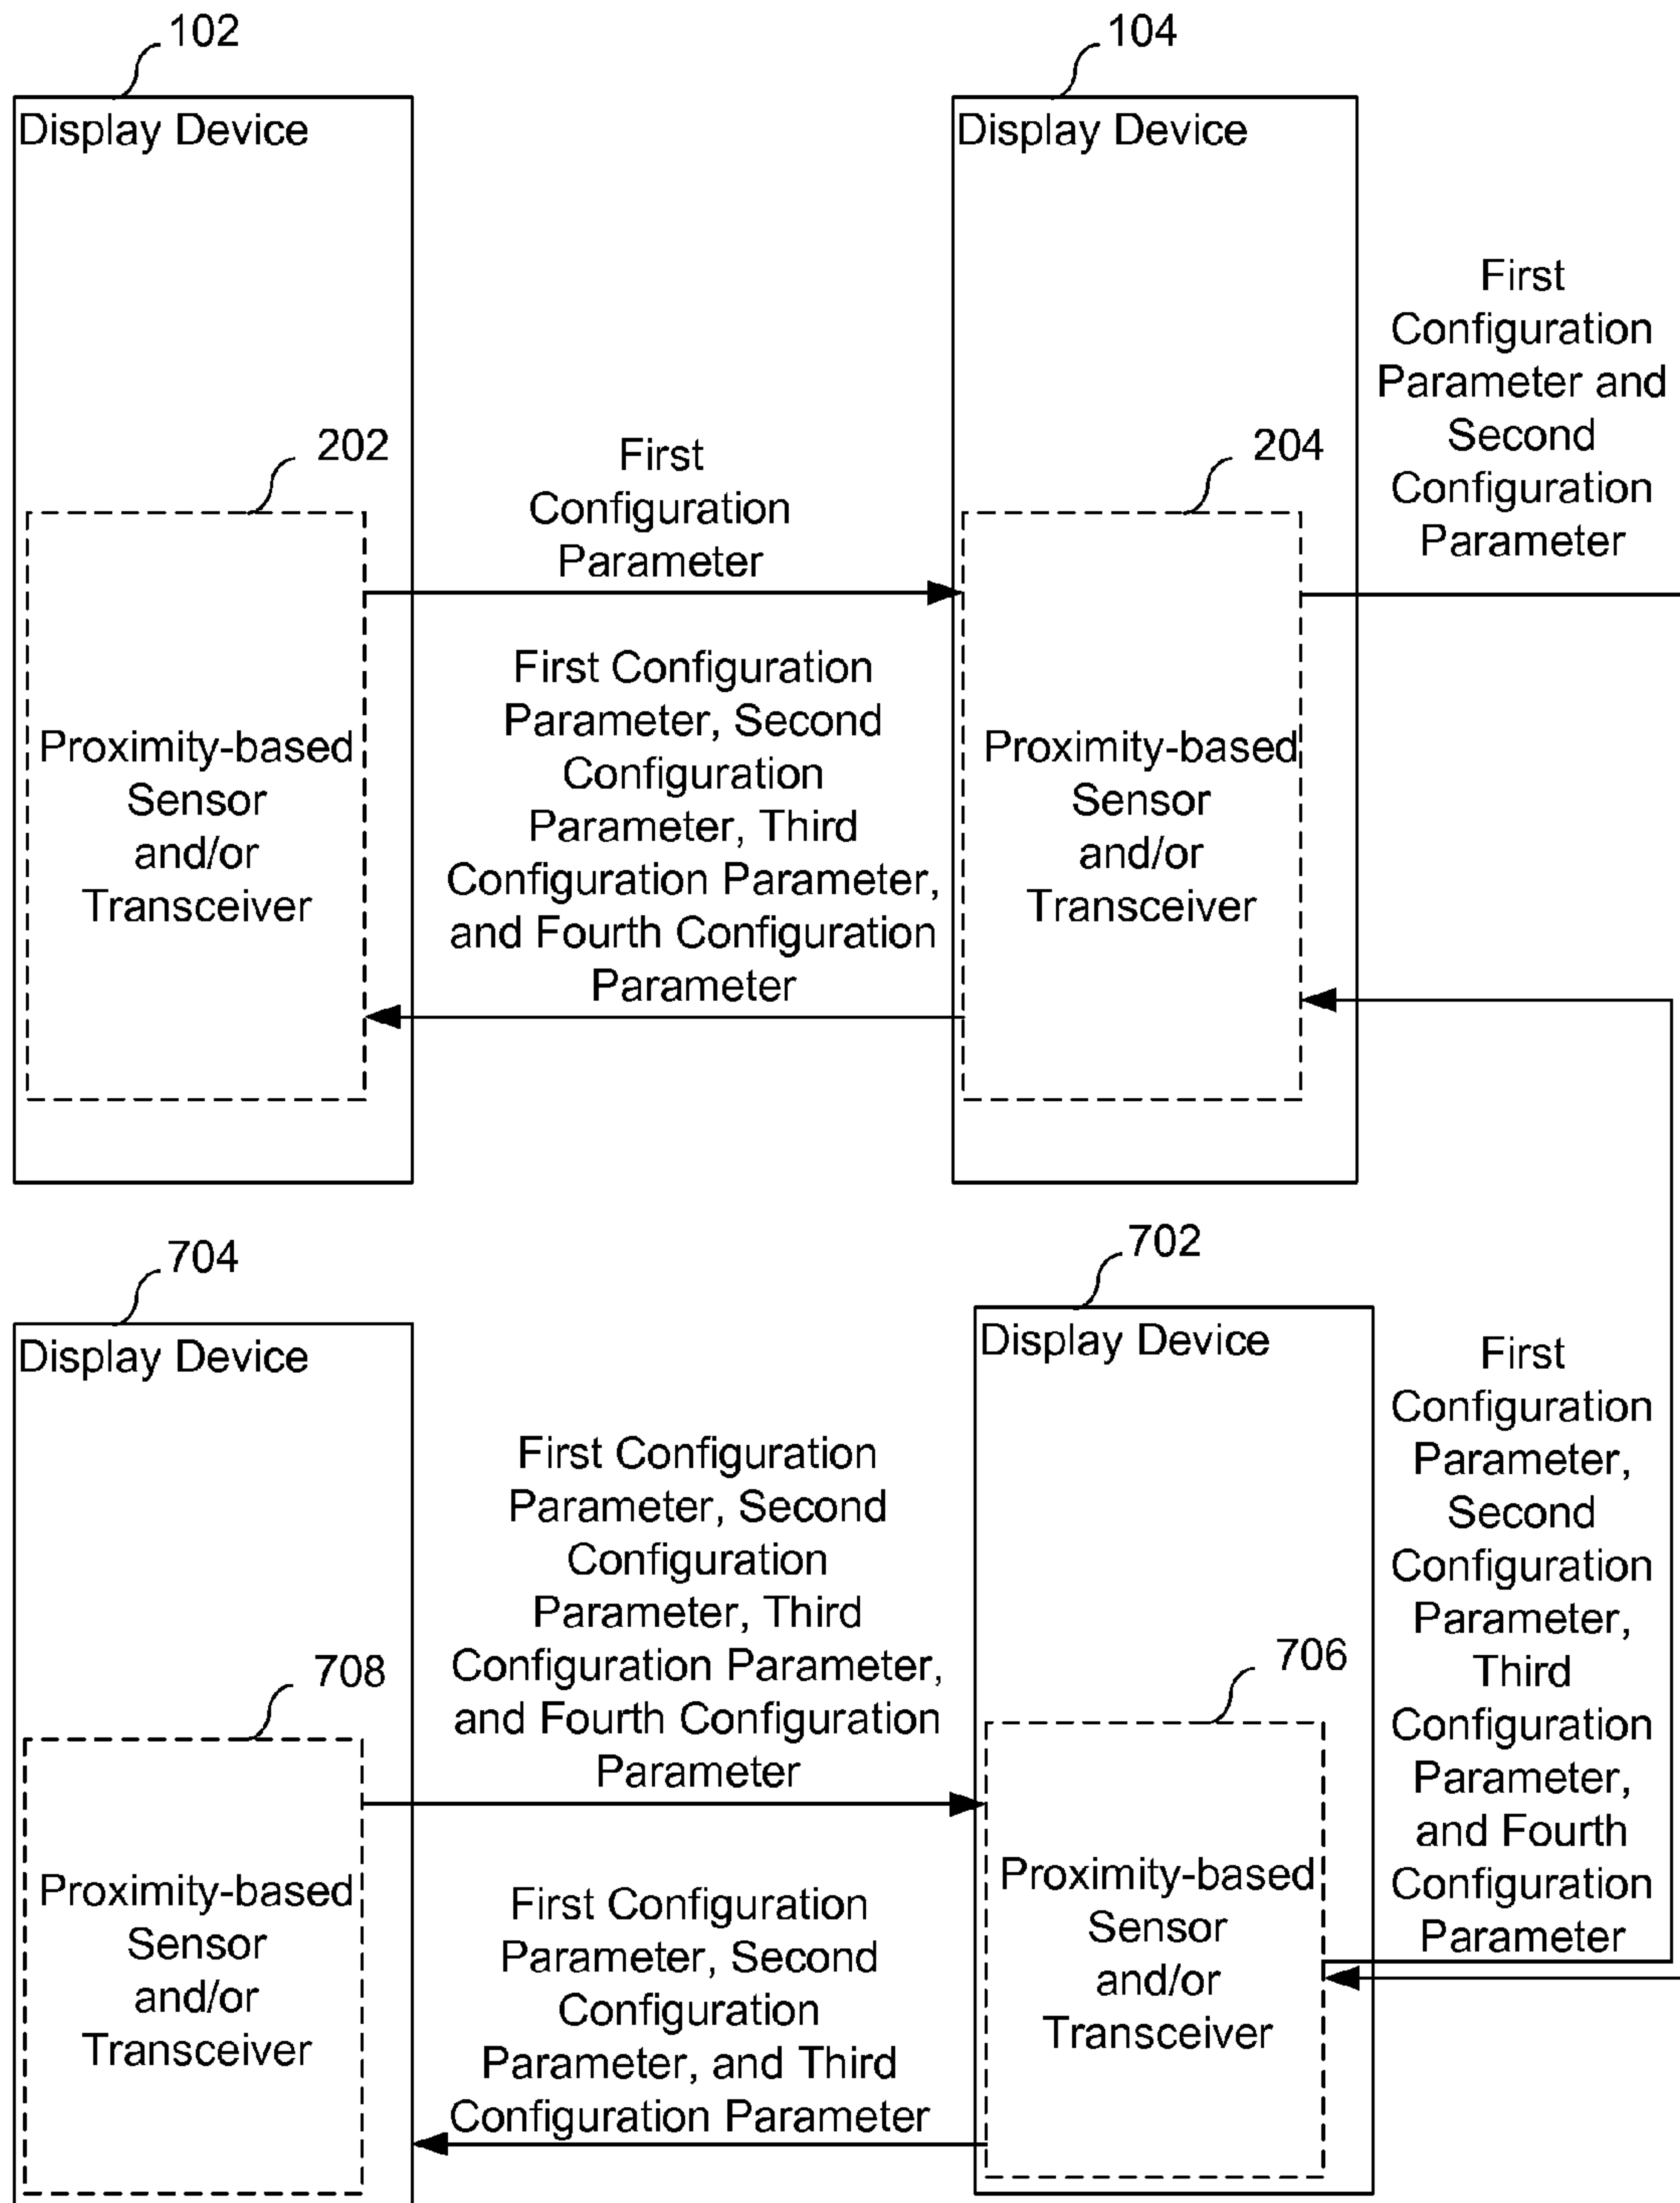 102
Display Device
202
Proximity-based
Sensor
and/or
Transceiver
First
Configuration
Parameter
First Configuration
Parameter, Second
Configuration
Parameter, Third
Configuration Parameter,
and Fourth Configuration
Parameter
104
Display Device
204
Proximity-based
Sensor
and/or
Transceiver
First
Configuration
Parameter and
Second
Configuration
Parameter
704
Display Device
708
Proximity-based
Sensor
and/or
Transceiver
First Configuration
Parameter, Second
Configuration
Parameter, Third
Configuration Parameter,
and Fourth Configuration
Parameter
First Configuration
Parameter, Second
Configuration
Parameter, and Third
Configuration Parameter
702
Display Device
706
Proximity-based
Sensor
and/or
Transceiver
First
Configuration
Parameter,
Second
Configuration
Parameter,
Third
Configuration
Parameter,
and Fourth
Configuration
Parameter